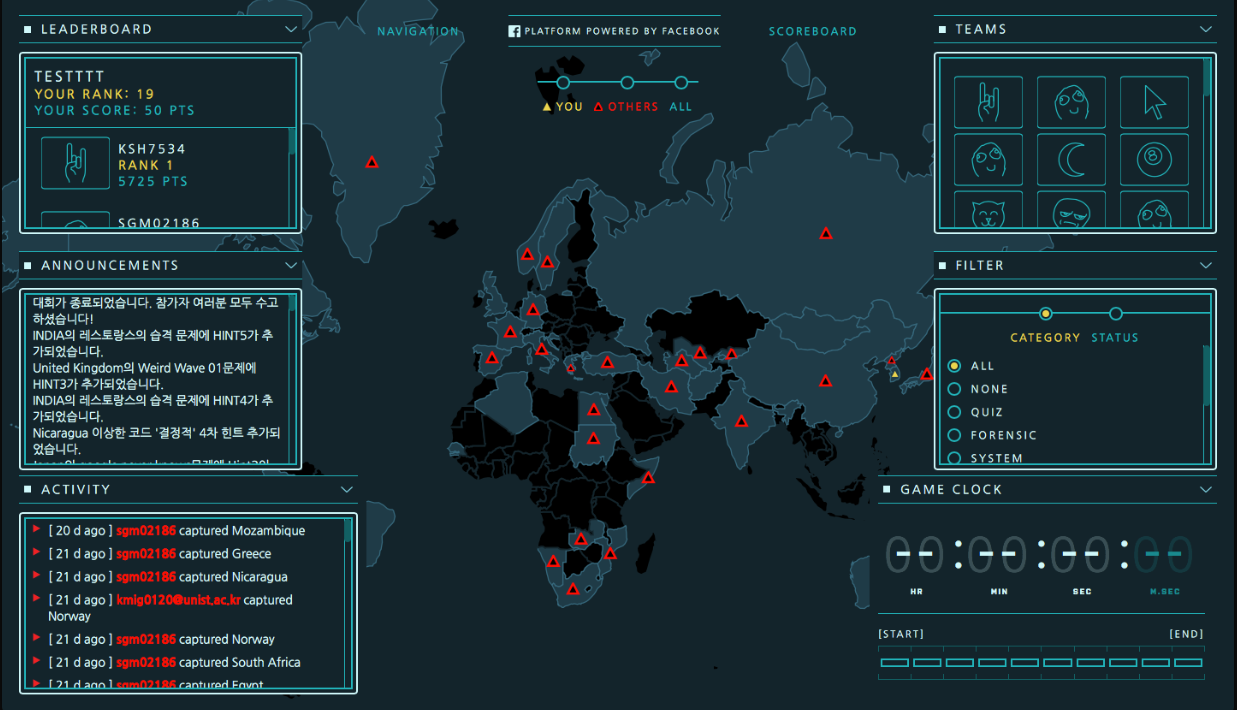 LEADERBOARD
TESTTTT
YOUR RANK: 19
YOUR SCORE: 50 PTS
KSH7534
RANK 1
5725 PTS
SGM02186
NAVIGATION
PLATFORM POWERED BY FACEBOOK
SCOREBOARD
YOU OTHERS ALL
TEAMS
8
ANNOUNCEMENTS
대회가 종료되었습니다. 참가자 여러분 모두 수고
하셨습니다!
INDIA의 레스토랑스의 습격 문제에 HINT5가 추
가되었습니다.
United Kingdom의 Weird Wave 01문제에
HINT3가 추가되었습니다.
INDIA의 레스토랑스의 습격 문제에 HINT4가 추
가되었습니다.
Nicaragua 이상한 코드 '결정적' 4차 힌트 추가되
었습니다.
FILTER
CATEGORY STATUS
ALL
NONE
QUIZ
FORENSIC
SYSTEM
ACTIVITY
[ 20 d ago ] sgm02186 captured Mozambique
[ 21 d ago ] sgm02186 captured Greece
[ 21 d ago ] sgm02186 captured Nicaragua
[ 21 d ago ] kmig0120@unist.ac.kr captured
Norway
[ 21 d ago ] sgm02186 captured Norway
[ 21 d ago ] sgm02186 captured South Africa
[ 21 d ago ] sgm02186 captured Egypt
GAME CLOCK
-- : -- : -- : --
HR MIN SEC M.SEC
[START] [END]